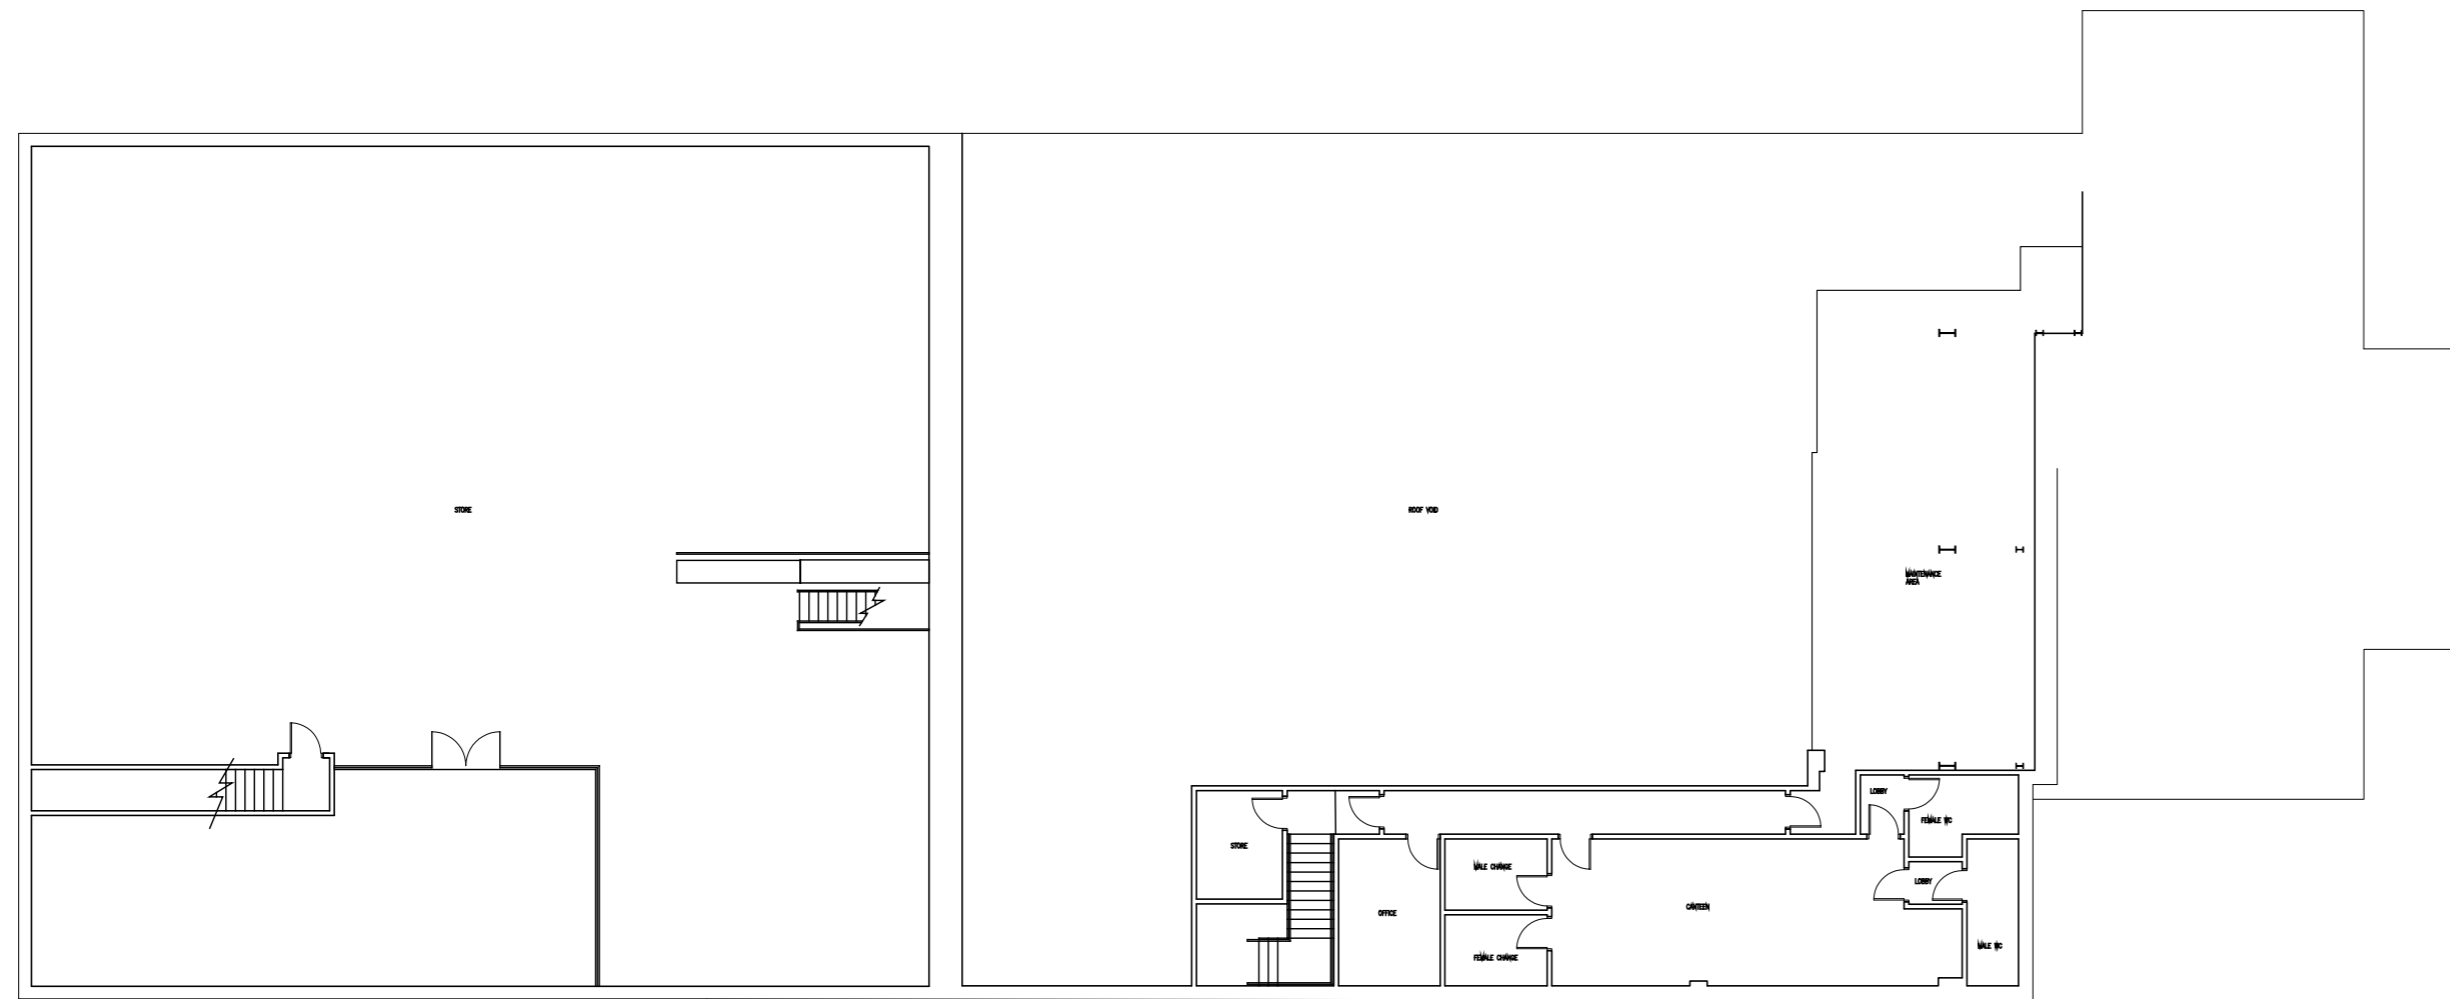 STORE
ROOF VOID
MAINTENANCE
AREA
LOBBY
FEMALE WC
STORE
MALE CHANGE
LOBBY
CANTEEN
OFFICE
MALE WC
FEMALE CHANGE